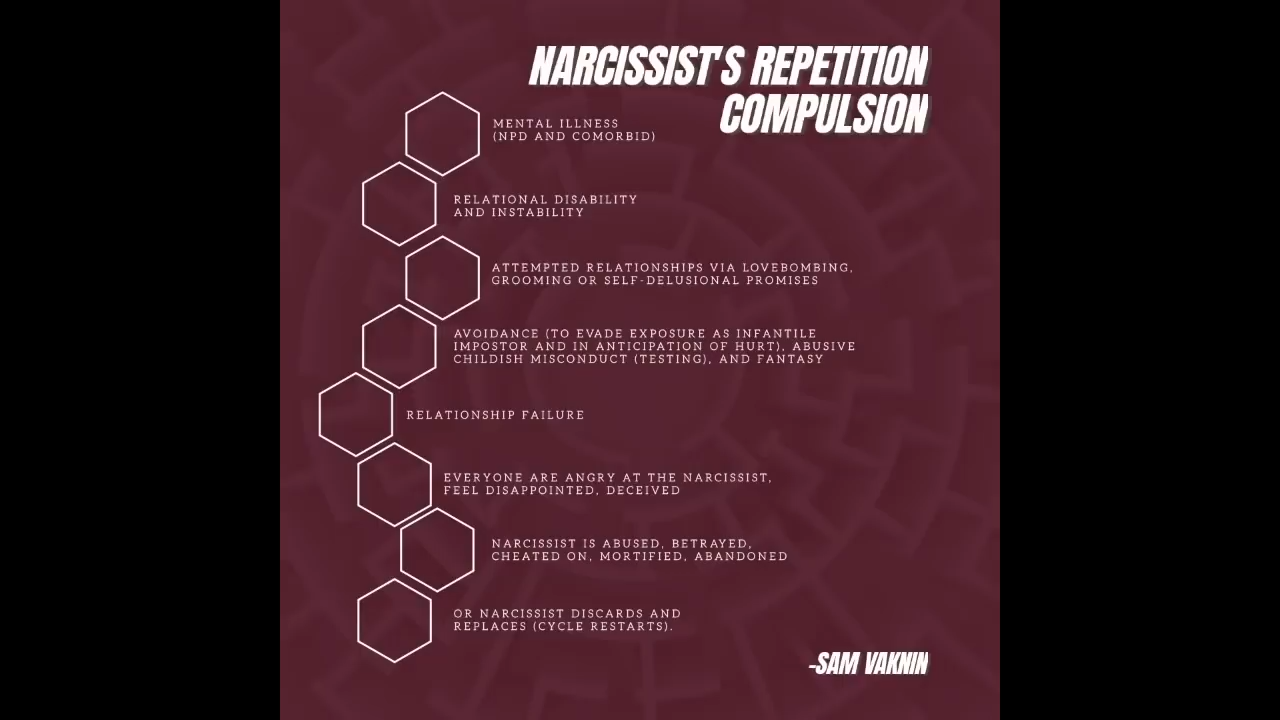 NARCISSIST'S REPETITION
COMPULSION
MENTAL ILLNESS
(NPD AND COMORBID)
RELATIONAL DISABILITY
AND INSTABILITY
ATTEMPTED RELATIONSHIPS VIA LOVEBOMBING,
GROOMING OR SELF-DELUSIONAL PROMISES
AVOIDANCE (TO EVADE EXPOSURE AS INFANTILE
IMPOSTOR AND IN ANTICIPATION OF HURT), ABUSIVE
CHILDISH MISCONDUCT (TESTING), AND FANTASY
RELATIONSHIP FAILURE
EVERYONE ARE ANGRY AT THE NARCISSIST,
FEEL DISAPPOINTED, DECEIVED
NARCISSIST IS ABUSED, BETRAYED,
CHEATED ON, MORTIFIED, ABANDONED
OR NARCISSIST DISCARDS AND
REPLACES (CYCLE RESTARTS).
-SAM VAKNIN